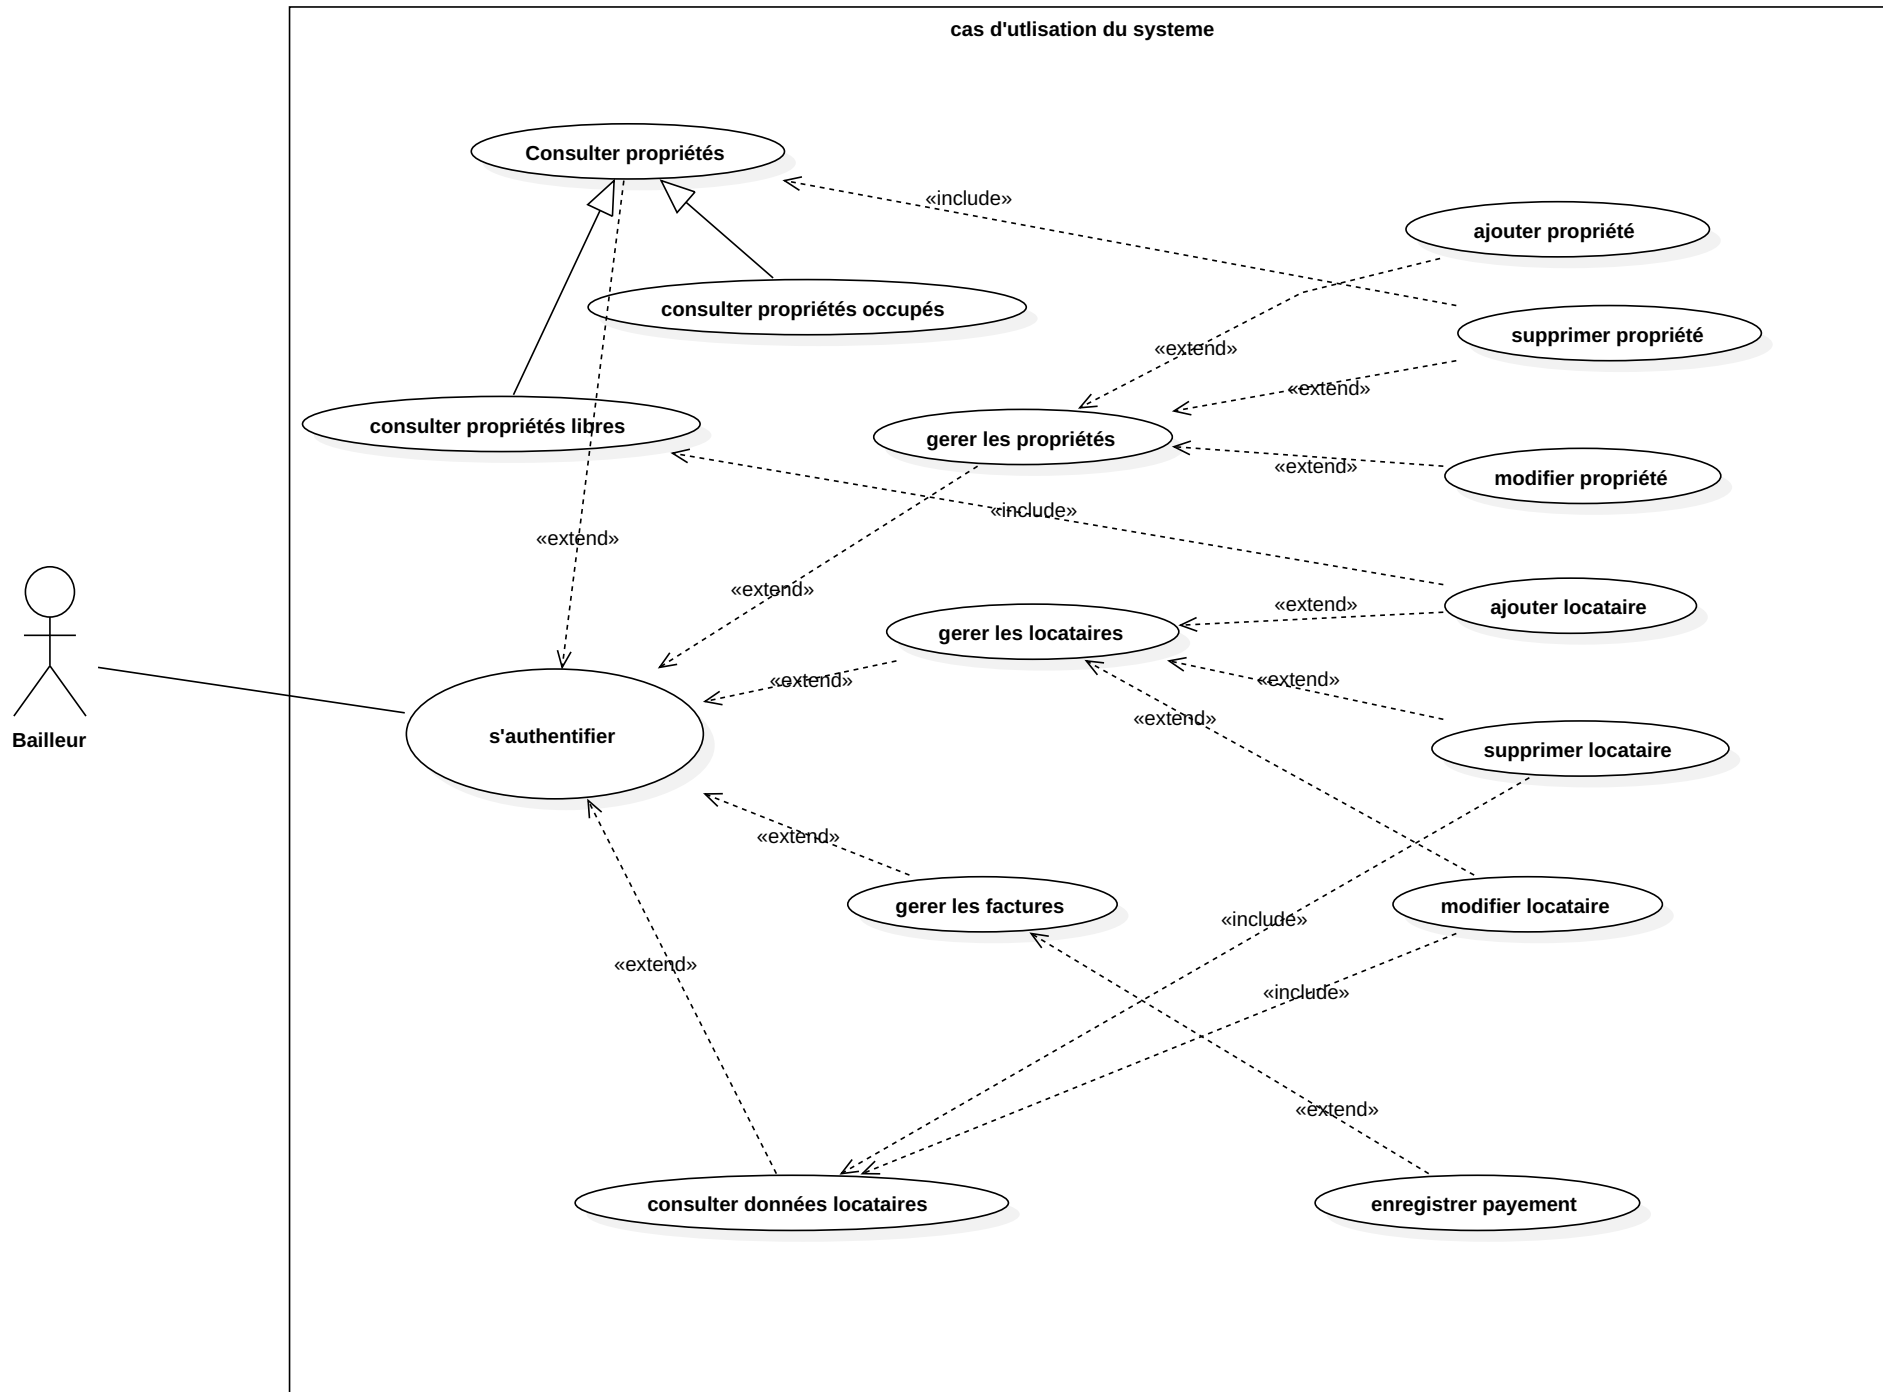 cas d'utlisation du systeme
Consulter propriétés
«include»
ajouter propriété
consulter propriétés occupés
supprimer propriété
«extend»
«extend»
consulter propriétés libres
gerer les propriétés
«extend»
modifier propriété
«include»
«extend»
«extend»
«extend»
ajouter locataire
gerer les locataires
«extend»
«extend»
«extend»
Bailleur
s'authentifier
supprimer locataire
«extend»
gerer les factures
modifier locataire
«include»
«extend»
«include»
«extend»
consulter données locataires
enregistrer payement